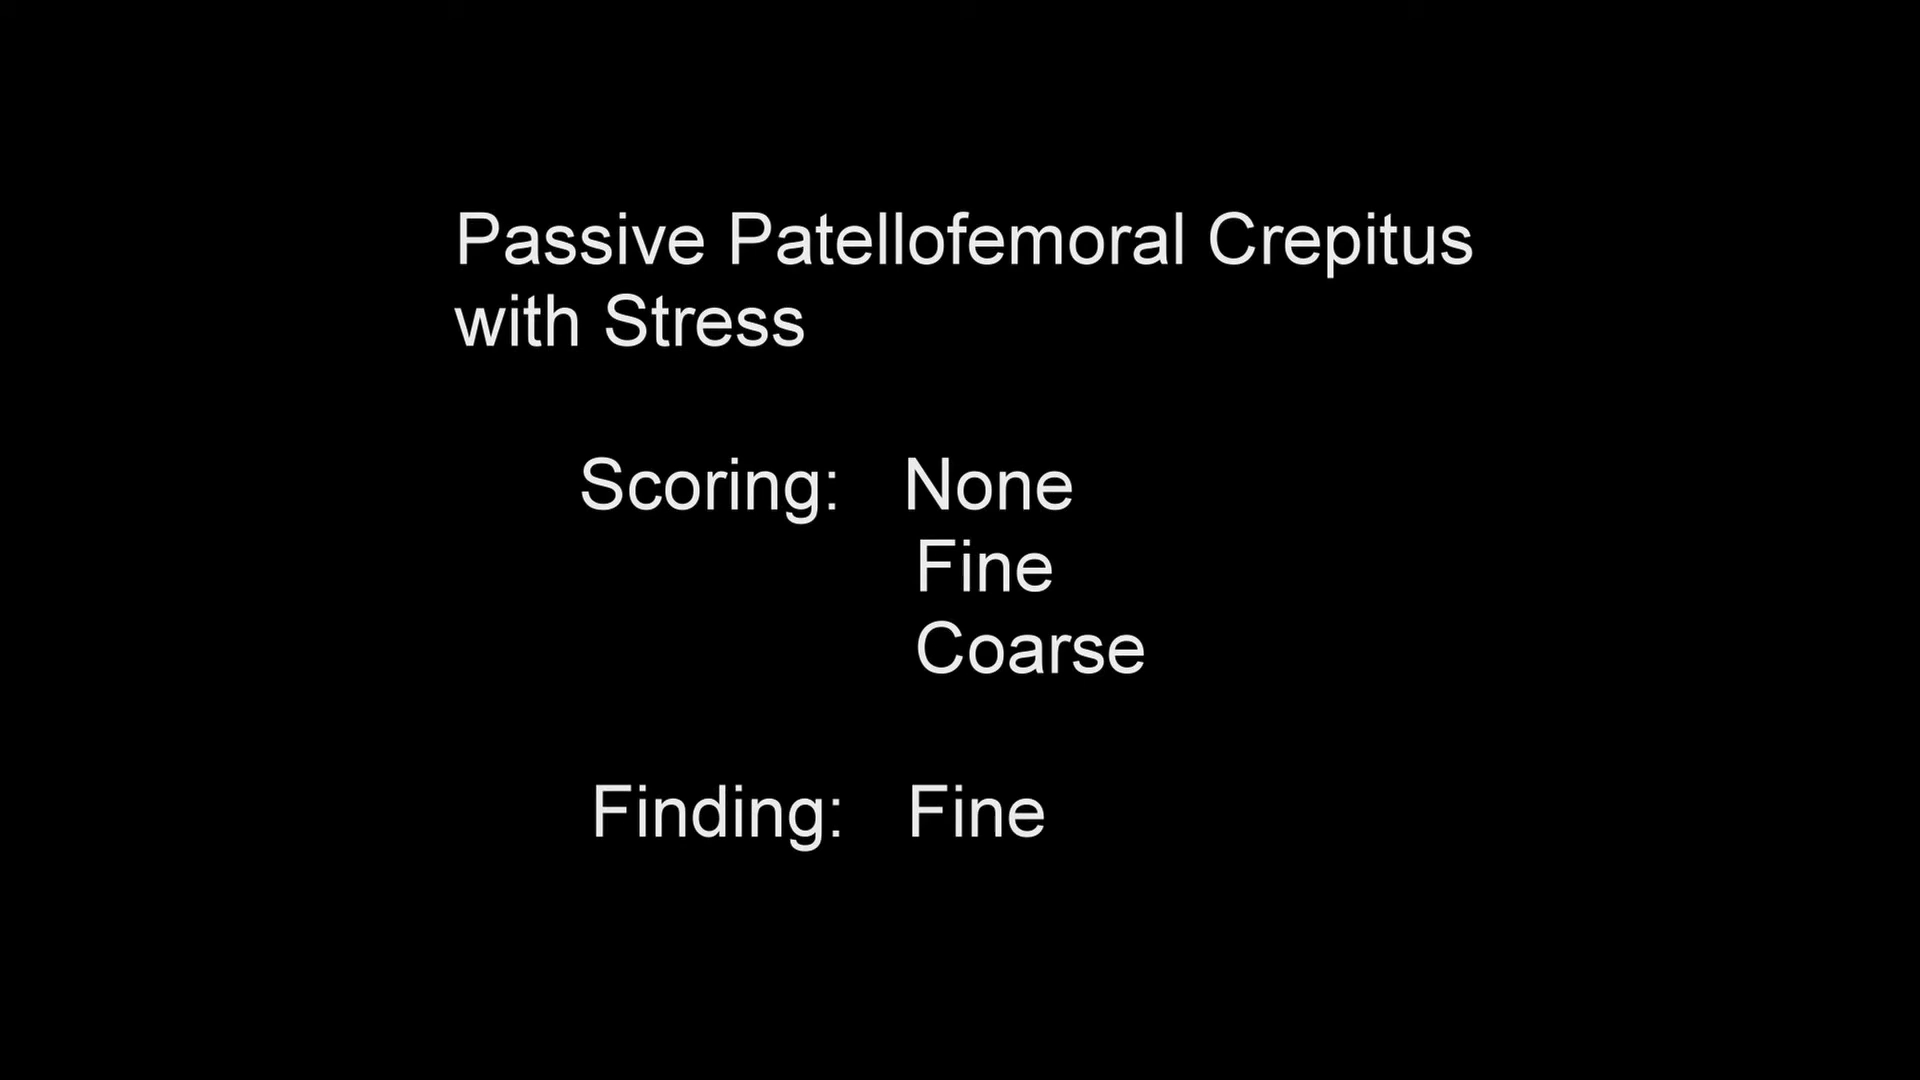 Passive Patellofemoral Crepitus
with Stress
Scoring: None
Fine
Coarse
Finding: Fine